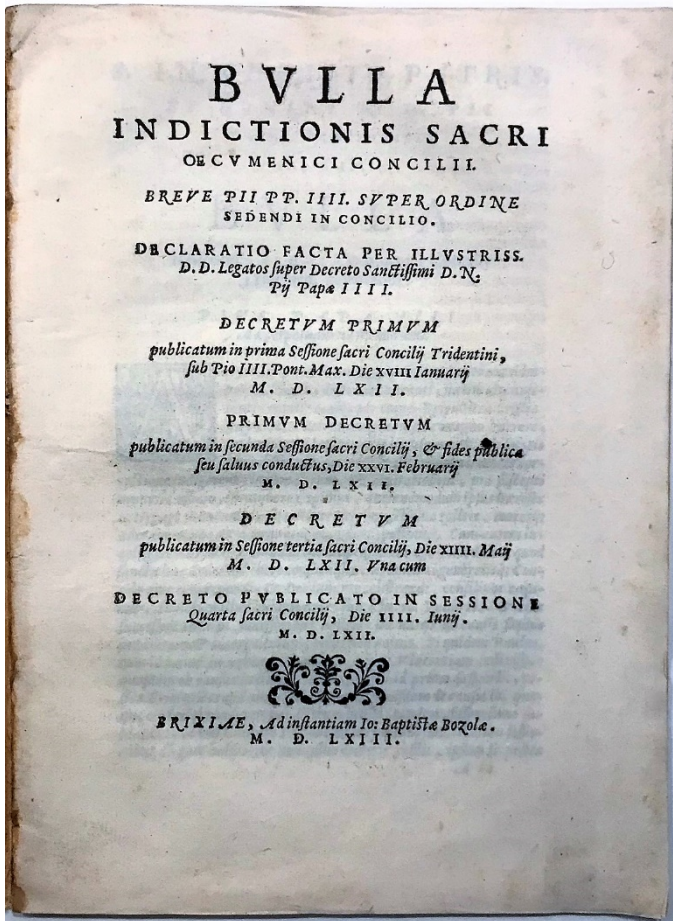 BVLLA
INDICTIONIS SACRI
OECVMENICI CONCILII.
BREVE PII PP. IIII. SVPER ORDINE
SEDENDI IN CONCILIO.
DECLARATIO FACTA PER ILLVSTRISS.
D. D. Legatos ſuper Decreto Sanctiſſimi D. N.
Pij Papæ IIII.
DECRETVM PRIMVM
publicatum in prima Seſſione ſacri Concilij Tridentini,
ſub Pio IIII. Pont. Max. Die XVIII Ianuarij
M. D. LXII.
PRIMVM DECRETVM
publicatum in ſecunda Seſſione ſacri Concilij, & fides publica
ſeu ſaluus conductus, Die XXVI. Februarij
M. D. LXII.
DECRETVM
publicatum in Seſſione tertia ſacri Concilij, Die XIIII. Maij
M. D. LXII. Vna cum
DECRETO PVBLICATO IN SESSIONE
Quarta ſacri Concilij, Die IIII. Iunij.
M. D. LXII.
BRIXIAE, Ad inſtantiam Io: Baptiſtæ Bozolæ.
M. D. LXIII.